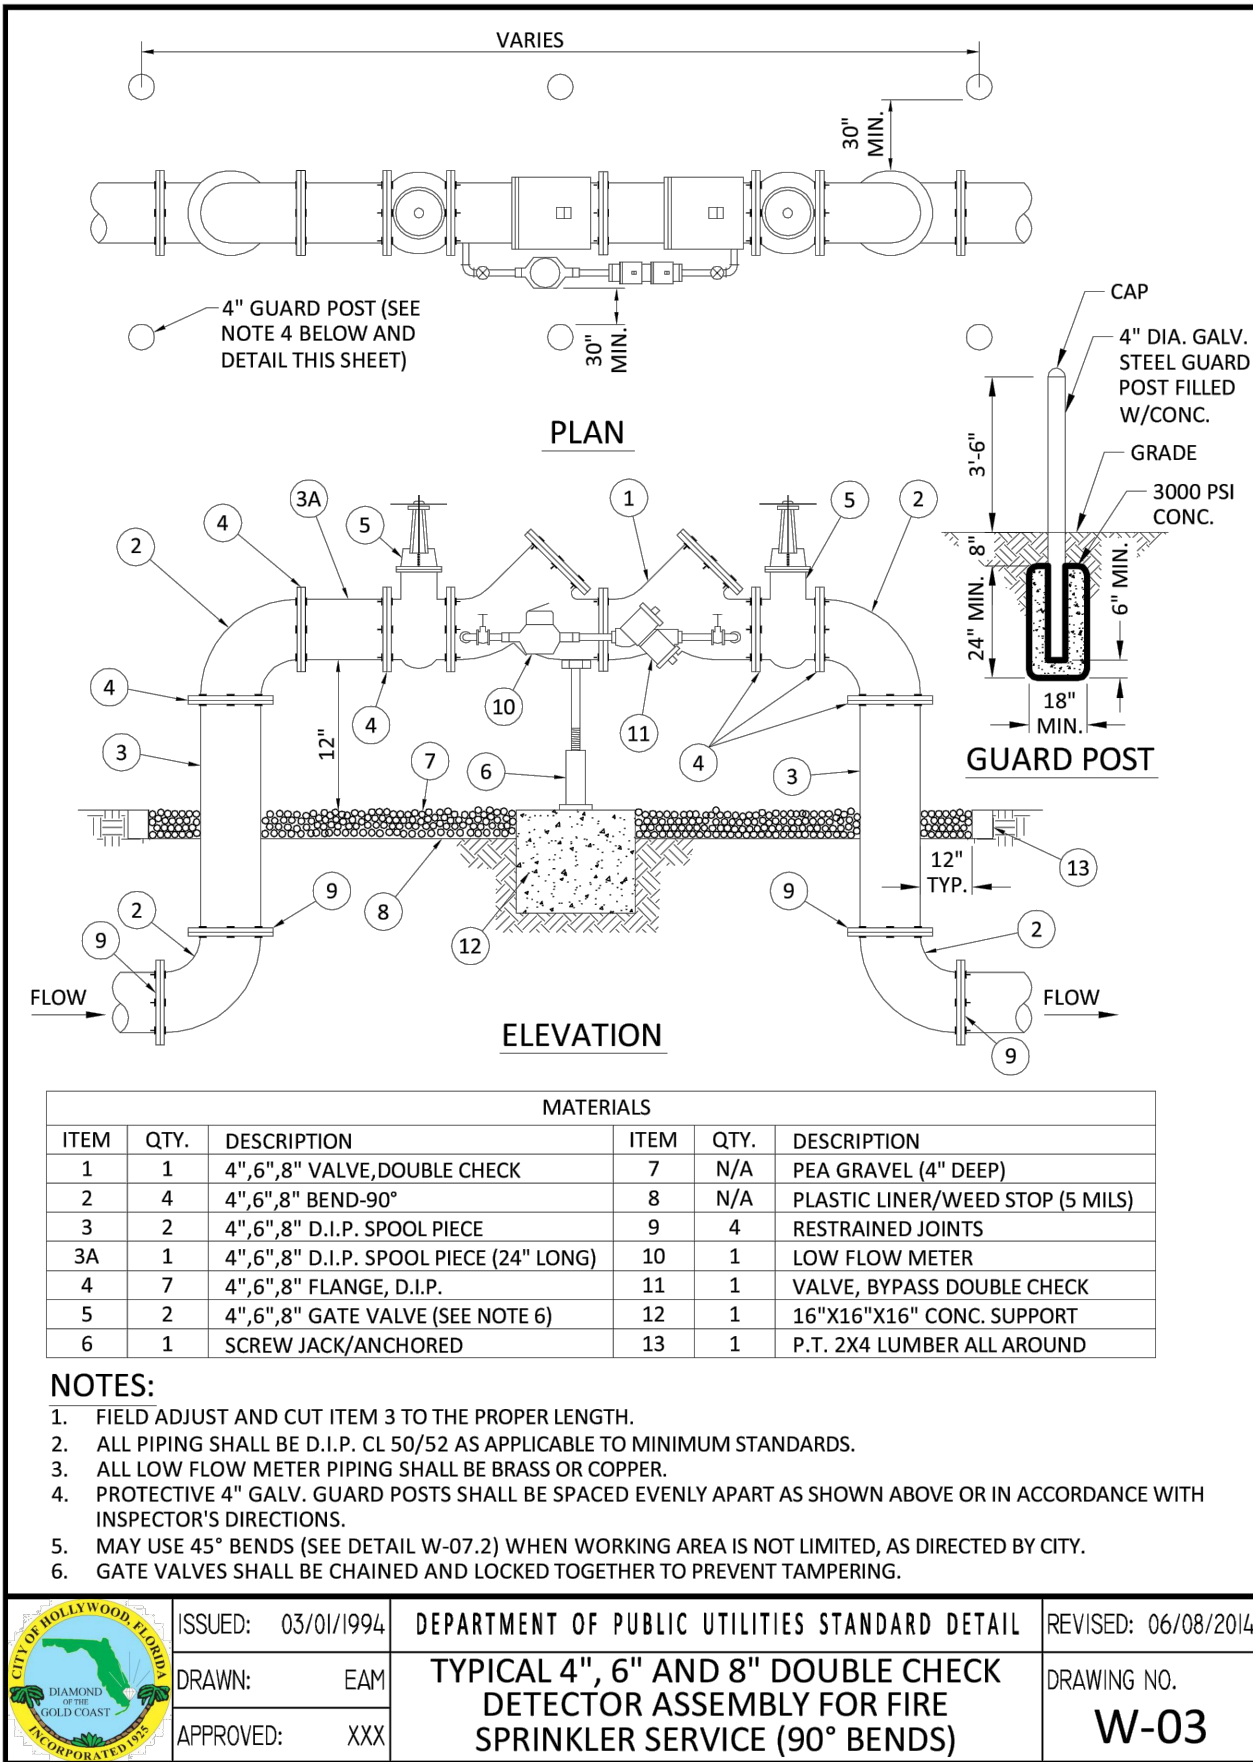 VARIES
30" MIN.
4" GUARD POST (SEE
NOTE 4 BELOW AND
DETAIL THIS SHEET)
30" MIN.
PLAN
CAP
4" DIA. GALV.
STEEL GUARD
POST FILLED
W/CONC.
GRADE
3000 PSI
CONC.
3'-6"
8"
24" MIN.
6" MIN.
18"
MIN.
GUARD POST
3A
1
5
2
4
5
2
4
10
4
11
4
3
12"
7
6
3
12"
TYP.
13
9
2
8
9
9
12
2
FLOW
FLOW
9
ELEVATION
MATERIALS
ITEM QTY. DESCRIPTION ITEM QTY. DESCRIPTION
1 1 4",6",8" VALVE,DOUBLE CHECK 7 N/A PEA GRAVEL (4" DEEP)
2 4 4",6",8" BEND-90° 8 N/A PLASTIC LINER/WEED STOP (5 MILS)
3 2 4",6",8" D.I.P. SPOOL PIECE 9 4 RESTRAINED JOINTS
3A 1 4",6",8" D.I.P. SPOOL PIECE (24" LONG) 10 1 LOW FLOW METER
4 7 4",6",8" FLANGE, D.I.P. 11 1 VALVE, BYPASS DOUBLE CHECK
5 2 4",6",8" GATE VALVE (SEE NOTE 6) 12 1 16"X16"X16" CONC. SUPPORT
6 1 SCREW JACK/ANCHORED 13 1 P.T. 2X4 LUMBER ALL AROUND
NOTES:
1. FIELD ADJUST AND CUT ITEM 3 TO THE PROPER LENGTH.
2. ALL PIPING SHALL BE D.I.P. CL 50/52 AS APPLICABLE TO MINIMUM STANDARDS.
3. ALL LOW FLOW METER PIPING SHALL BE BRASS OR COPPER.
4. PROTECTIVE 4" GALV. GUARD POSTS SHALL BE SPACED EVENLY APART AS SHOWN ABOVE OR IN ACCORDANCE WITH
INSPECTOR'S DIRECTIONS.
5. MAY USE 45° BENDS (SEE DETAIL W-07.2) WHEN WORKING AREA IS NOT LIMITED, AS DIRECTED BY CITY.
6. GATE VALVES SHALL BE CHAINED AND LOCKED TOGETHER TO PREVENT TAMPERING.
CITY OF HOLLYWOOD, FLORIDA
DIAMOND
OF THE
GOLD COAST
INCORPORATED 1925
ISSUED: 03/01/1994
DRAWN: EAM
APPROVED: XXX
DEPARTMENT OF PUBLIC UTILITIES STANDARD DETAIL
TYPICAL 4", 6" AND 8" DOUBLE CHECK
DETECTOR ASSEMBLY FOR FIRE
SPRINKLER SERVICE (90° BENDS)
REVISED: 06/08/2014
DRAWING NO.
W-03